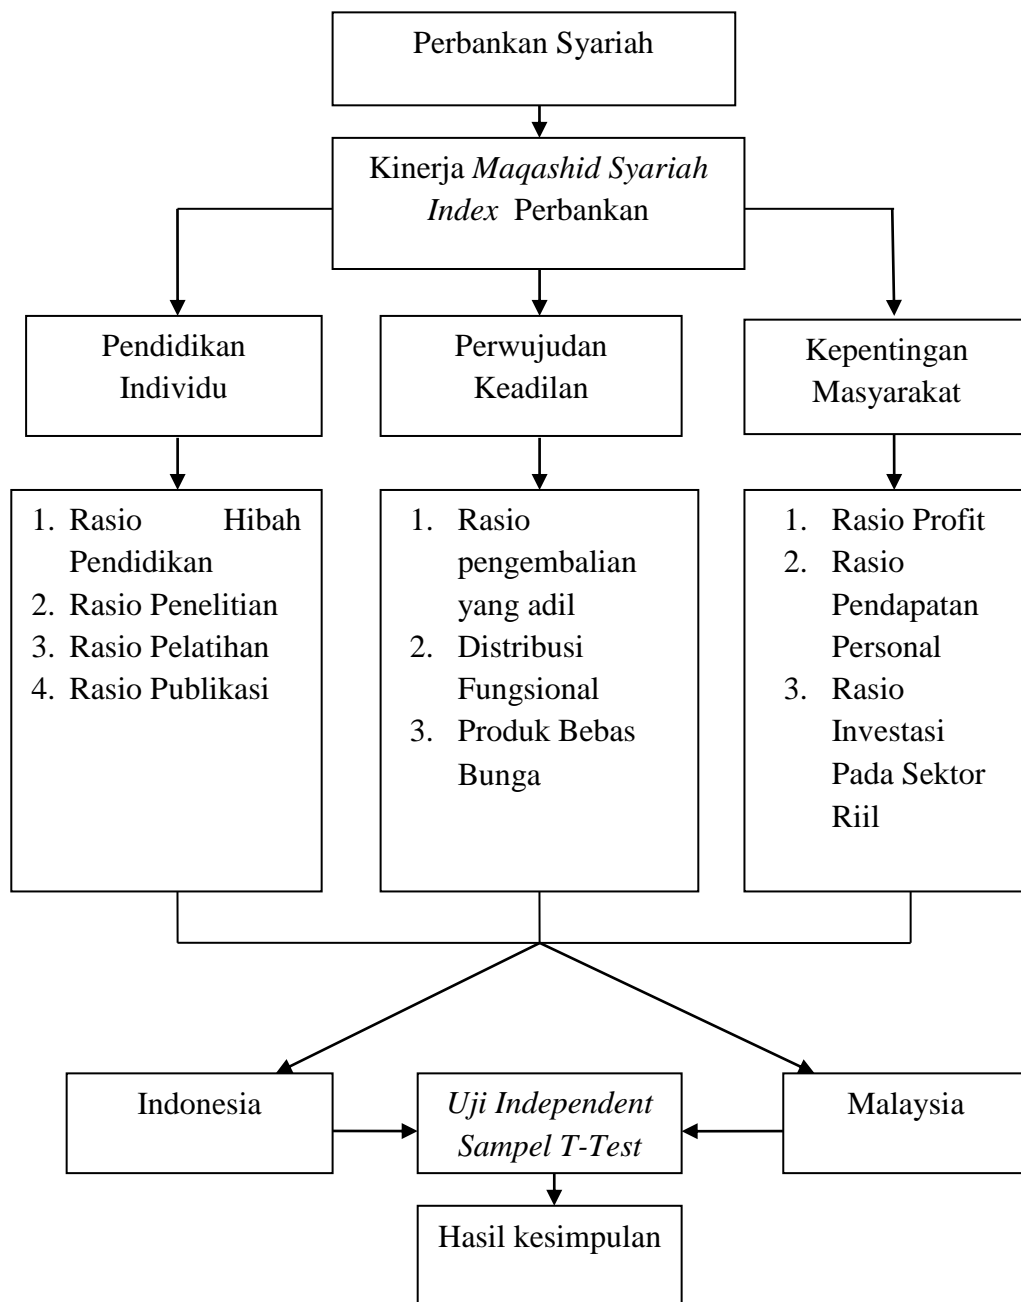 Perbankan Syariah
Kinerja Maqashid Syariah
Index Perbankan
Pendidikan
Individu
Perwujudan
Keadilan
Kepentingan
Masyarakat
1. Rasio Hibah
Pendidikan
2. Rasio Penelitian
3. Rasio Pelatihan
4. Rasio Publikasi
1. Rasio
pengembalian
yang adil
2. Distribusi
Fungsional
3. Produk Bebas
Bunga
1. Rasio Profit
2. Rasio
Pendapatan
Personal
3. Rasio
Investasi
Pada Sektor
Riil
Indonesia
Uji Independent
Sampel T-Test
Malaysia
Hasil kesimpulan